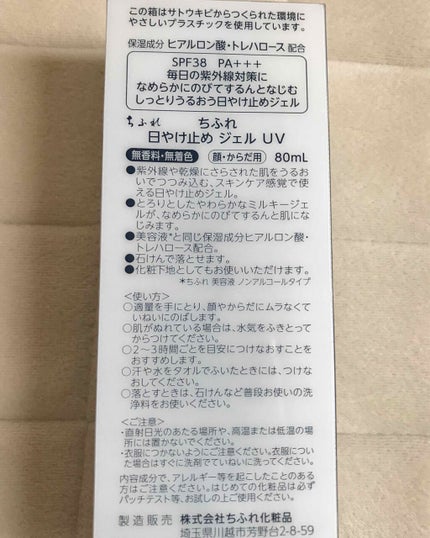 この箱はサトウキビからつくられた環境に
やさしいプラスチックを使用しています。
保湿成分 ヒアルロン酸・トレハロース 配合
SPF38 PA+++
毎日の紫外線対策に
なめらかにのびてするんとなじむ
しっとりうるおう日やけ止めジェル
ちふれ ちふれ
日やけ止め ジェル UV
無香料・無着色 顔・からだ用 80mL
●紫外線や乾燥にさらされた肌をうるお
いでつつみ込む、スキンケア感覚で使
える日やけ止めジェル。
●とろりとしたやわらかなミルキージェ
ルが、なめらかにのびてするんと肌に
なじみます。
●美容液*と同じ保湿成分ヒアルロン酸・
トレハロース配合。
●石けんで落とせます。
●化粧下地としてもお使いいただけます。
*ちふれ 美容液 ノンアルコールタイプ
<使い方>
○適量を手にとり、顔やからだにムラなくて
いねいにのばします。
○肌がぬれている場合は、水気をふきとって
からつけてください。
○2～3時間ごとを目安につけなおすことを
おすすめします。
○汗や水をタオルでふいたときには、つけな
おしてください。
○落とすときは、石けんなど普段お使いの洗
浄料をお使いください。
<ご注意>
・直射日光のあたる場所や、高温または低温の場
所には置かないでください。
・衣服につかないようにご注意ください。衣服につ
いた場合はすぐに洗剤でていねいに洗ってください。
内容成分で、アレルギー等を起こしたことのある
方はご注意ください。はじめての化粧品は必ず
パッチテスト等、お試しの上ご使用ください。
製造販売 株式会社ちふれ化粧品
埼玉県川越市芳野台2-8-59